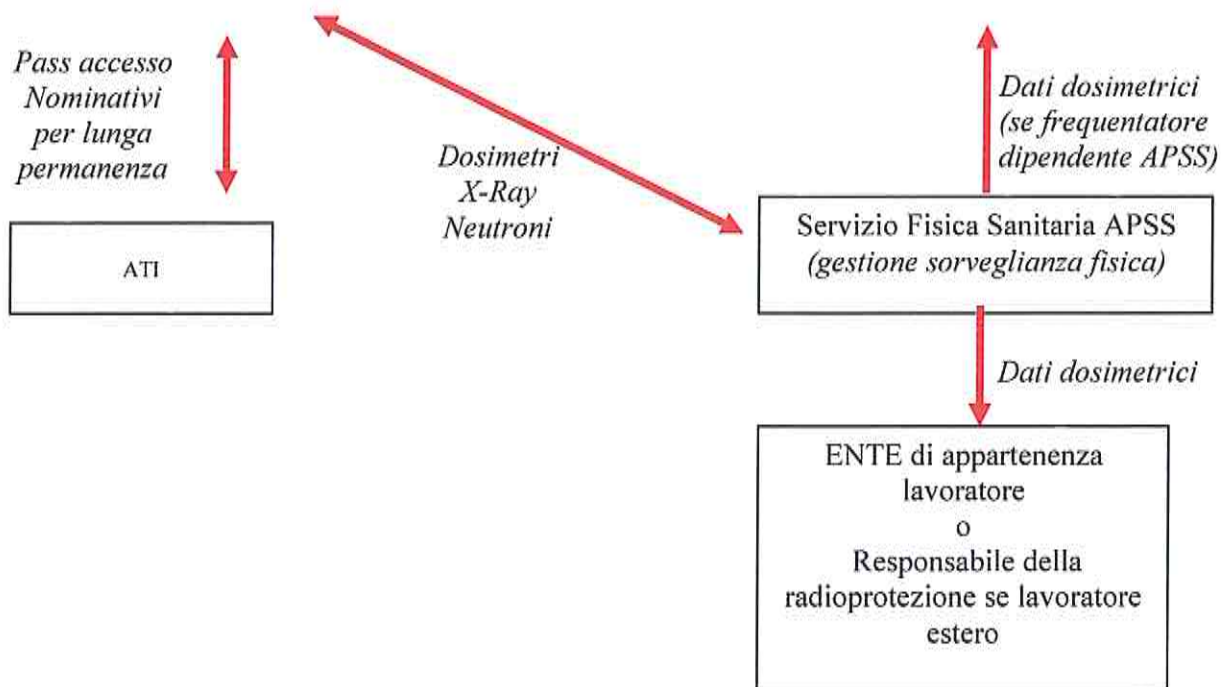 Pass accesso
Nominativi
per lunga
permanenza
ATI
Dosimetri
X-Ray
Neutroni
Dati dosimetrici
(se frequentatore
dipendente APSS)
Servizio Fisica Sanitaria APSS
(gestione sorveglianza fisica)
Dati dosimetrici
ENTE di appartenenza
lavoratore
o
Responsabile della
radioprotezione se lavoratore
estero